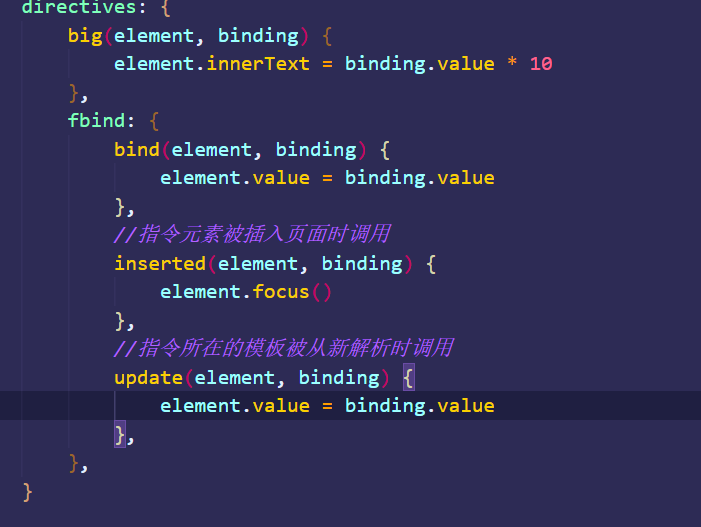 directives: {
big(element, binding) {
element.innerText = binding.value * 10
},
fbind: {
bind(element, binding) {
element.value = binding.value
},
//指令元素被插入页面时调用
inserted(element, binding) {
element.focus()
},
//指令所在的模板被从新解析时调用
update(element, binding) {
element.value = binding.value
},
},
}